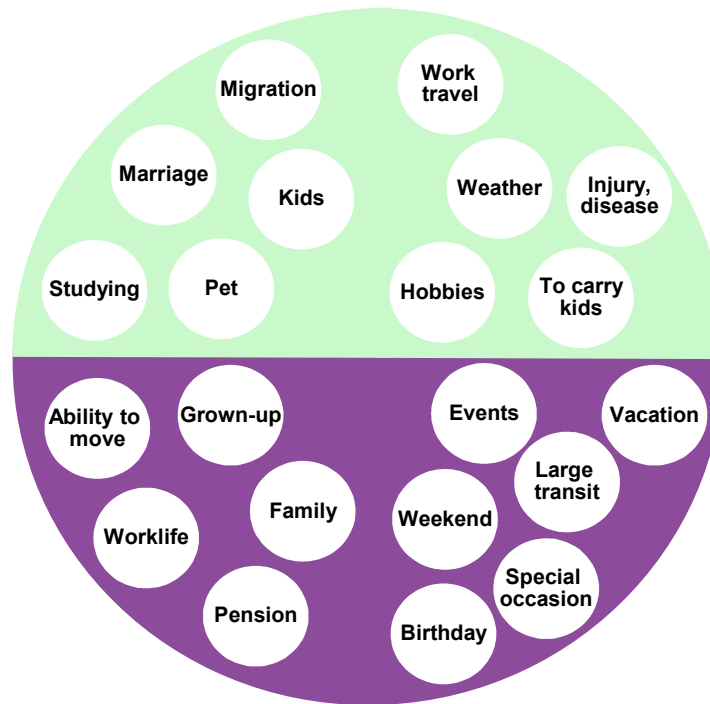 Migration
Work
travel
Marriage
Kids
Weather
Injury,
disease
Studying
Pet
Hobbies
To carry
kids
Ability to
move
Grown-up
Events
Vacation
Large
transit
Family
Weekend
Worklife
Special
occasion
Pension
Birthday